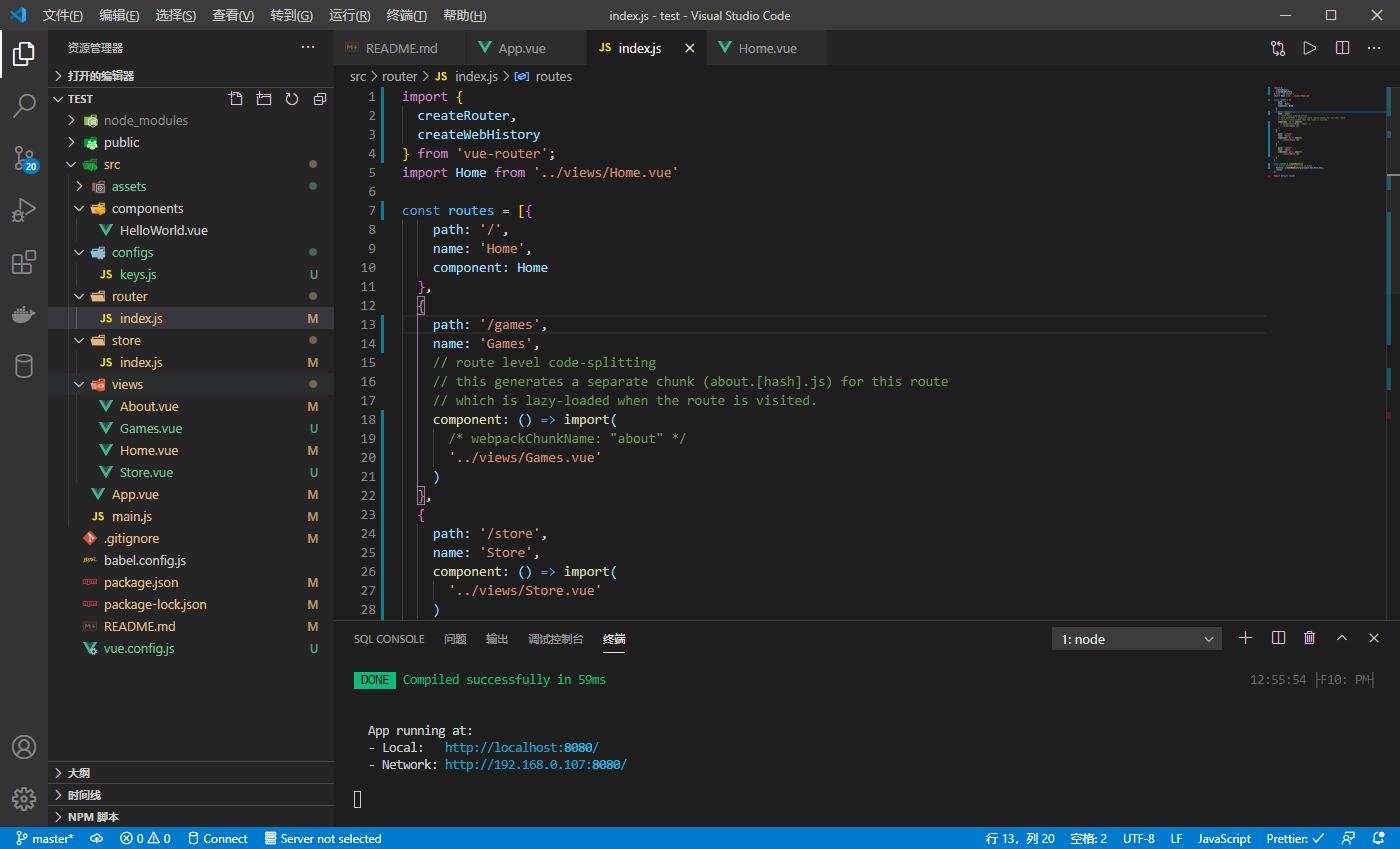 文件(F) 编辑(E) 选择(S) 查看(V) 转到(G) 运行(R) 终端(T) 帮助(H) index.js - test - Visual Studio Code
资源管理器 ···
打开的编辑器
TEST
node_modules
public
src
assets
components
HelloWorld.vue
configs
JS keys.js U
router
JS index.js M
store
JS index.js M
views
About.vue M
Games.vue U
Home.vue M
Store.vue U
App.vue M
JS main.js M
.gitignore M
babel.config.js
package.json M
package-lock.json M
README.md M
vue.config.js U
大纲
时间线
NPM 脚本
20
README.md App.vue JS index.js Home.vue
src > router > JS index.js > routes
1 import {
2 createRouter,
3 createWebHistory
4 } from 'vue-router';
5 import Home from '../views/Home.vue'
6
7 const routes = [{
8 path: '/',
9 name: 'Home',
10 component: Home
11 },
12 {
13 path: '/games',
14 name: 'Games',
15 // route level code-splitting
16 // this generates a separate chunk (about.[hash].js) for this route
17 // which is lazy-loaded when the route is visited.
18 component: () => import(
19 /* webpackChunkName: "about" */
20 '../views/Games.vue'
21 )
22 },
23 {
24 path: '/store',
25 name: 'Store',
26 component: () => import(
27 '../views/Store.vue'
28 )
SQL CONSOLE 问题 输出 调试控制台 终端 1: node
DONE Compiled successfully in 59ms 12:55:54 ├F10: PM┤
App running at:
- Local: http://localhost:8080/
- Network: http://192.168.0.107:8080/
master* 0 0 Connect Server not selected 行 13，列 20 空格: 2 UTF-8 LF JavaScript Prettier: ✓